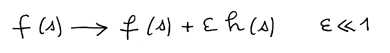 f (s) → f (s) + ε h (s) ε ≪ 1